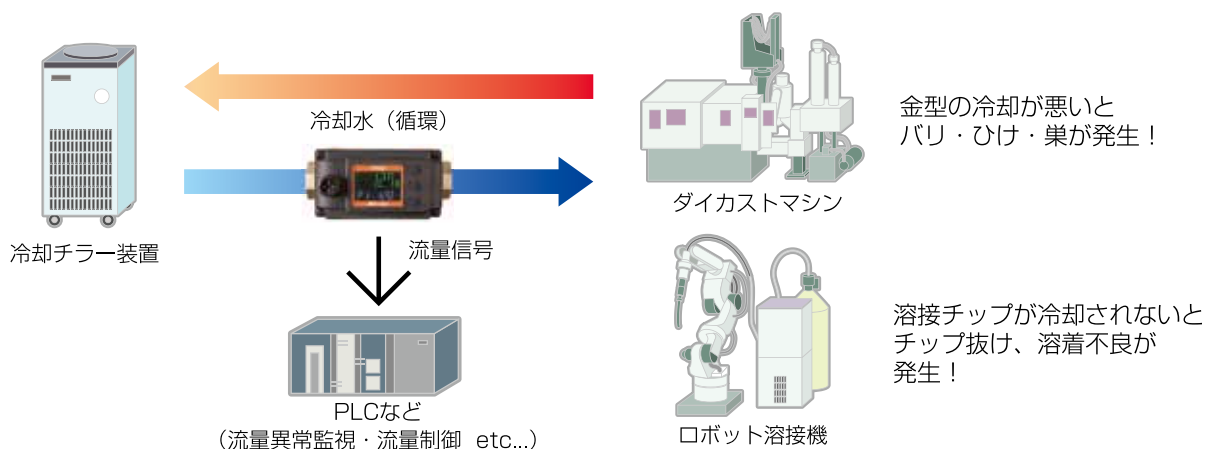 冷却水（循環）
冷却チラー装置
流量信号
PLCなど
（流量異常監視・流量制御 etc...）
ダイカストマシン
金型の冷却が悪いと
バリ・ひけ・巣が発生！
ロボット溶接機
溶接チップが冷却されないと
チップ抜け、溶着不良が
発生！